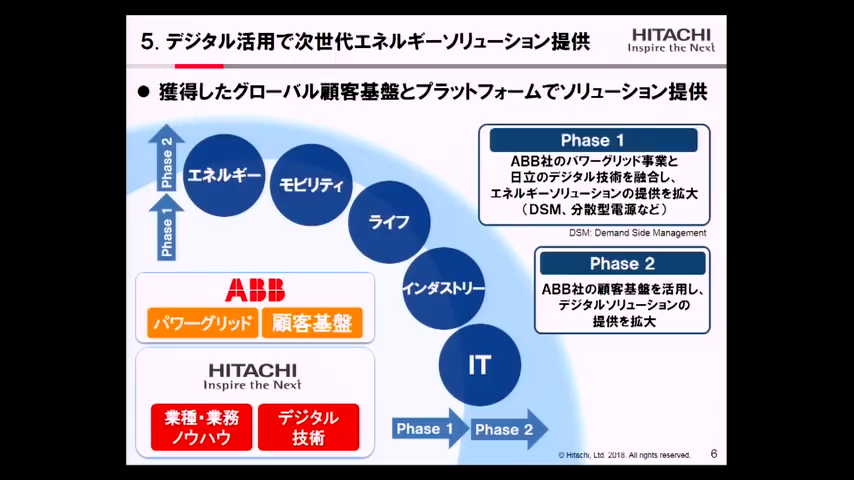 5. デジタル活用で次世代エネルギーソリューション提供
HITACHI
Inspire the Next
● 獲得したグローバル顧客基盤とプラットフォームでソリューション提供
Phase 2
Phase 1
エネルギー
モビリティ
ライフ
インダストリー
IT
Phase 1
ABB社のパワーグリッド事業と
日立のデジタル技術を融合し、
エネルギーソリューションの提供を拡大
(DSM、分散型電源など)
DSM: Demand Side Management
Phase 2
ABB社の顧客基盤を活用し、
デジタルソリューションの
提供を拡大
ABB
パワーグリッド
顧客基盤
HITACHI
Inspire the Next
業種・業務
ノウハウ
デジタル
技術
Phase 1
Phase 2
© Hitachi, Ltd. 2018. All rights reserved.
6